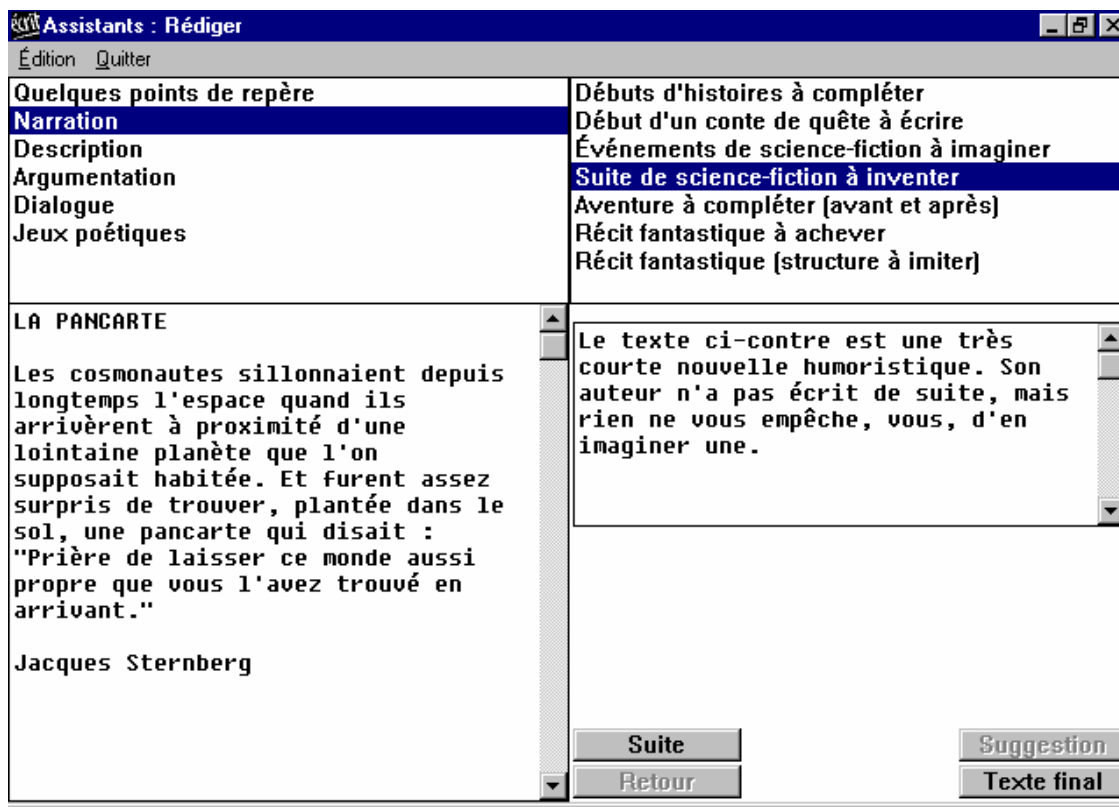 écrit Assistants : Rédiger
Édition Quitter
Quelques points de repère
Narration
Description
Argumentation
Dialogue
Jeux poétiques
Débuts d'histoires à compléter
Début d'un conte de quête à écrire
Événements de science-fiction à imaginer
Suite de science-fiction à inventer
Aventure à compléter (avant et après)
Récit fantastique à achever
Récit fantastique (structure à imiter)
LA PANCARTE
Les cosmonautes sillonnaient depuis
longtemps l'espace quand ils
arrivèrent à proximité d'une
lointaine planète que l'on
supposait habitée. Et furent assez
surpris de trouver, plantée dans le
sol, une pancarte qui disait :
"Prière de laisser ce monde aussi
propre que vous l'avez trouvé en
arrivant."
Jacques Sternberg
Le texte ci-contre est une très
courte nouvelle humoristique. Son
auteur n'a pas écrit de suite, mais
rien ne vous empêche, vous, d'en
imaginer une.
Suite
Suggestion
Retour
Texte final